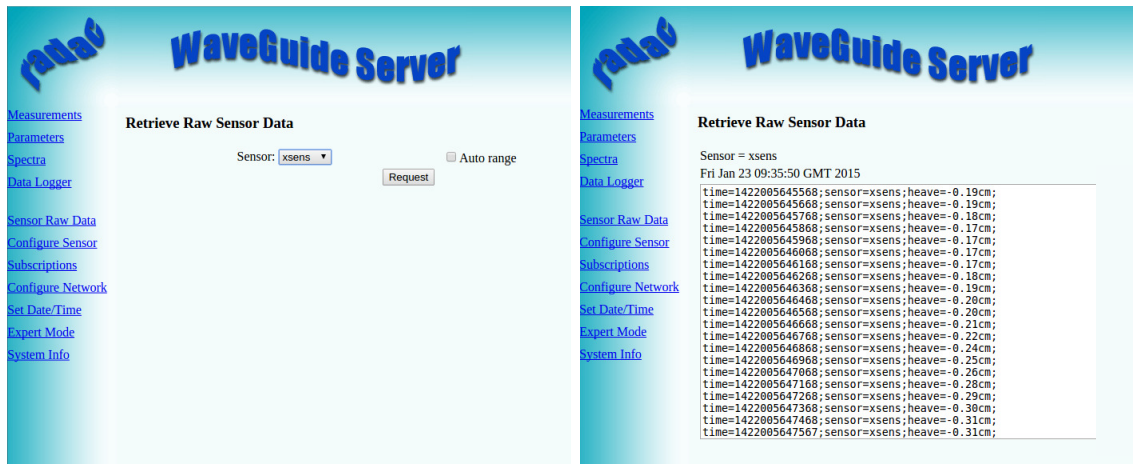 radac
WaveGuide Server
Measurements
Parameters
Spectra
Data Logger
Sensor Raw Data
Configure Sensor
Subscriptions
Configure Network
Set Date/Time
Expert Mode
System Info
Retrieve Raw Sensor Data
Sensor: xsens Auto range
Request
radac
WaveGuide Server
Measurements
Parameters
Spectra
Data Logger
Sensor Raw Data
Configure Sensor
Subscriptions
Configure Network
Set Date/Time
Expert Mode
System Info
Retrieve Raw Sensor Data
Sensor = xsens
Fri Jan 23 09:35:50 GMT 2015
time=1422005645568;sensor=xsens;heave=-0.19cm;
time=1422005645668;sensor=xsens;heave=-0.19cm;
time=1422005645768;sensor=xsens;heave=-0.18cm;
time=1422005645868;sensor=xsens;heave=-0.17cm;
time=1422005645968;sensor=xsens;heave=-0.17cm;
time=1422005646068;sensor=xsens;heave=-0.17cm;
time=1422005646168;sensor=xsens;heave=-0.17cm;
time=1422005646268;sensor=xsens;heave=-0.18cm;
time=1422005646368;sensor=xsens;heave=-0.19cm;
time=1422005646468;sensor=xsens;heave=-0.20cm;
time=1422005646568;sensor=xsens;heave=-0.20cm;
time=1422005646668;sensor=xsens;heave=-0.21cm;
time=1422005646768;sensor=xsens;heave=-0.22cm;
time=1422005646868;sensor=xsens;heave=-0.24cm;
time=1422005646968;sensor=xsens;heave=-0.25cm;
time=1422005647068;sensor=xsens;heave=-0.26cm;
time=1422005647168;sensor=xsens;heave=-0.28cm;
time=1422005647268;sensor=xsens;heave=-0.29cm;
time=1422005647368;sensor=xsens;heave=-0.30cm;
time=1422005647468;sensor=xsens;heave=-0.31cm;
time=1422005647567;sensor=xsens;heave=-0.31cm;